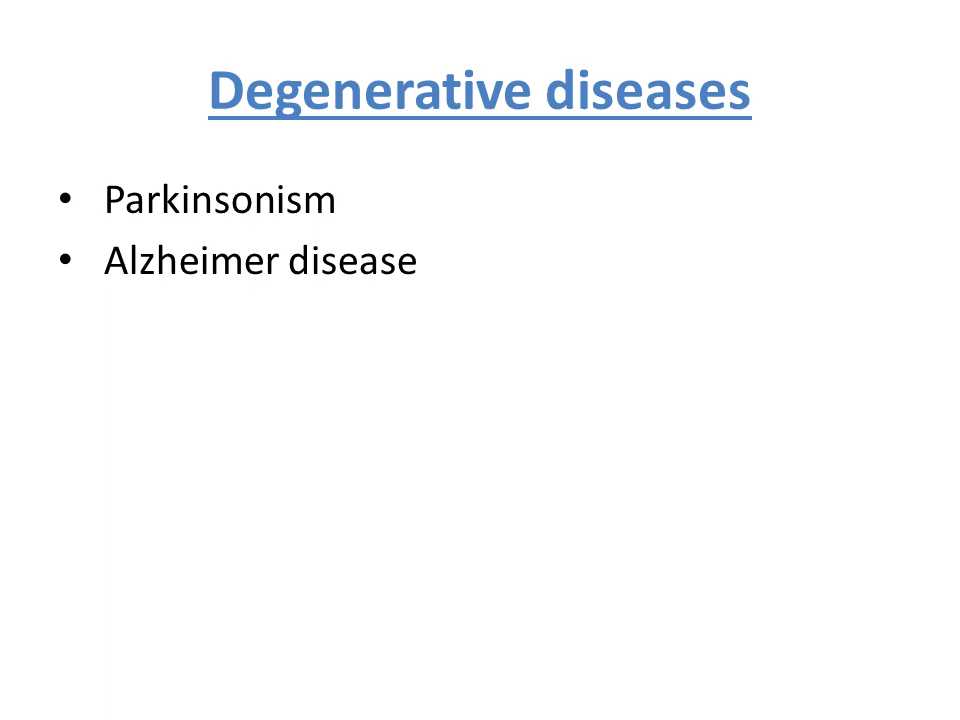 Degenerative diseases
• Parkinsonism
• Alzheimer disease